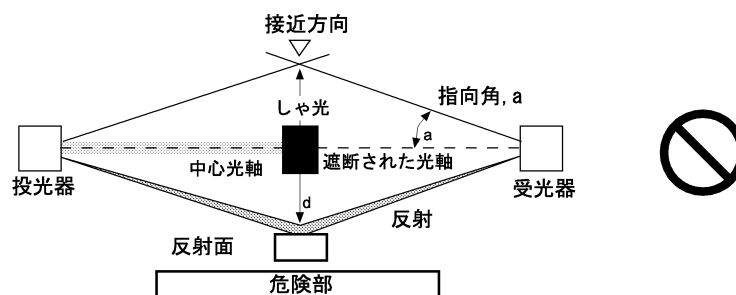 接近方向
しゃ光
指向角, a
a
中心光軸
遮断された光軸
投光器
受光器
d
反射
反射面
危険部